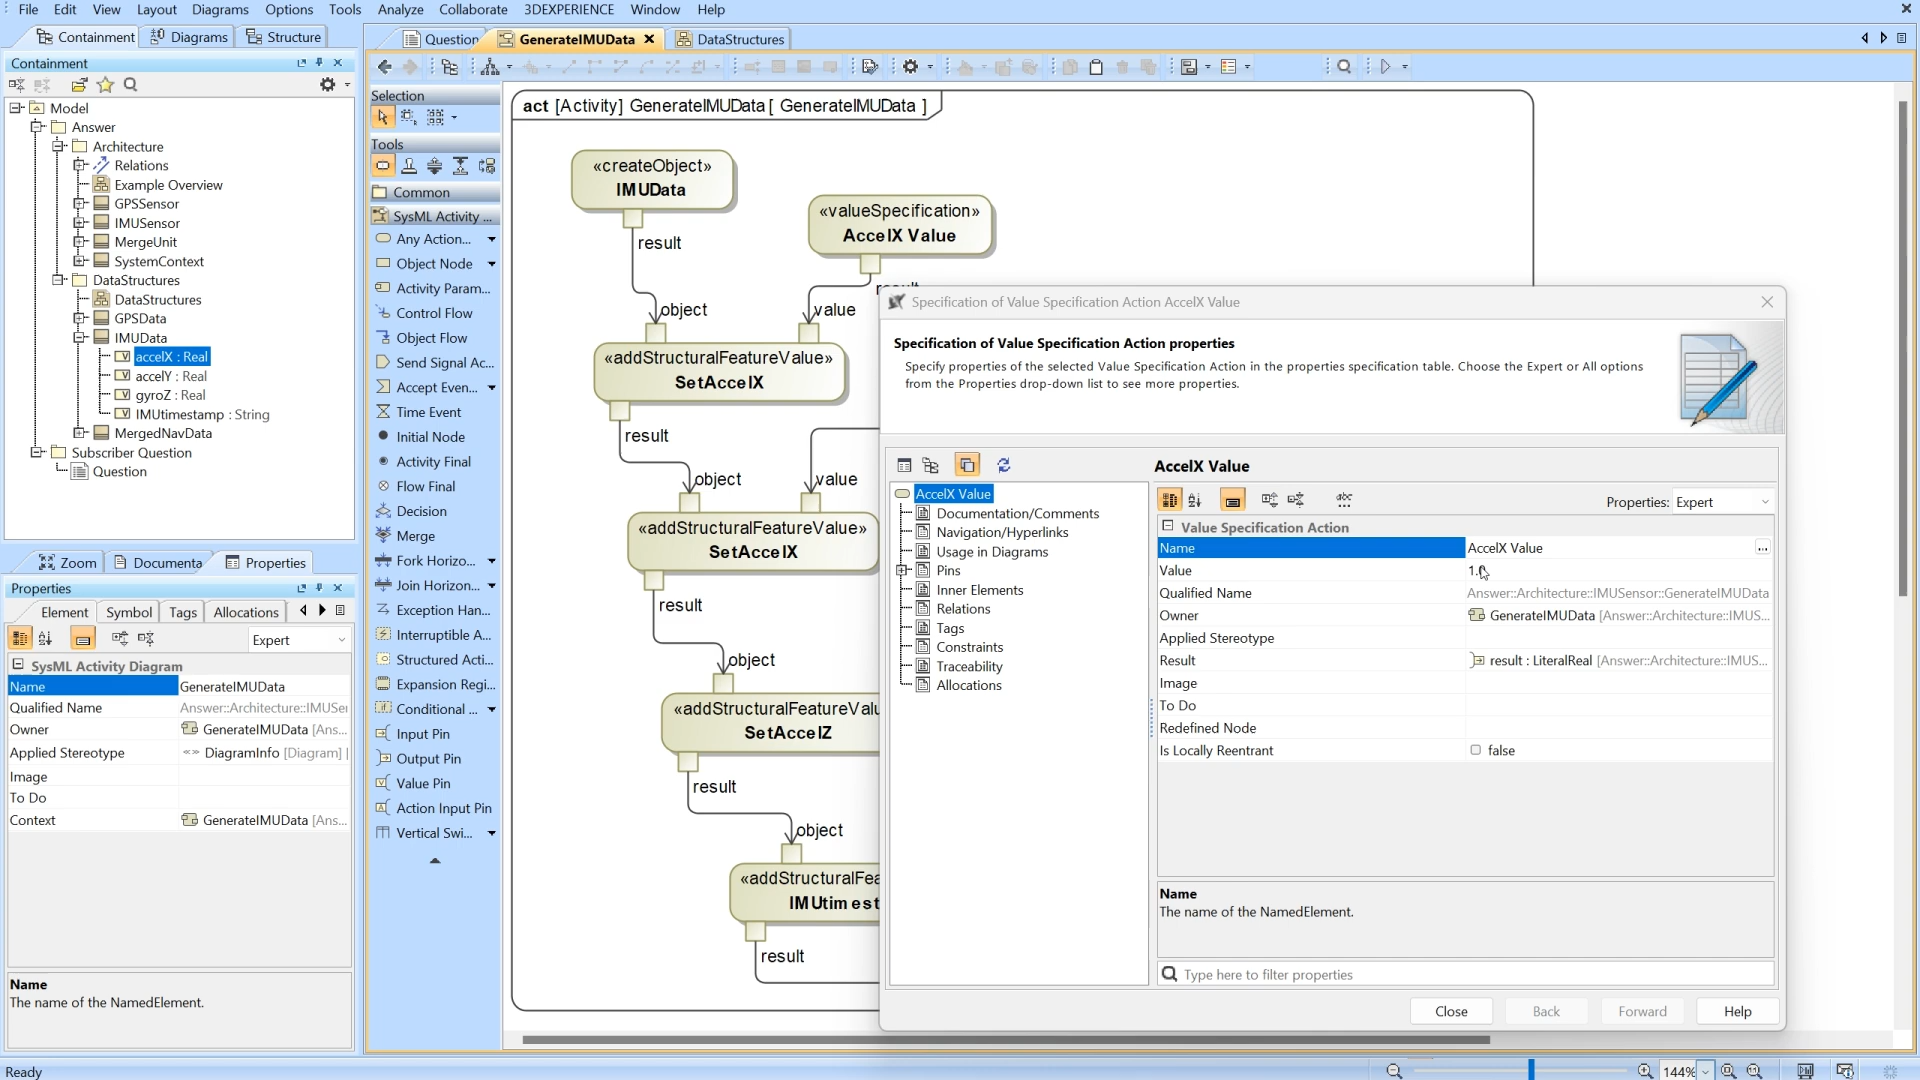 File Edit View Layout Diagrams Options Tools Analyze Collaborate 3DEXPERIENCE Window Help
Containment Diagrams Structure
Containment
Model
Answer
Architecture
Relations
Example Overview
GPSSensor
IMUSensor
MergeUnit
SystemContext
DataStructures
DataStructures
GPSData
IMUData
accelX : Real
accelY : Real
gyroZ : Real
IMUtimestamp : String
MergedNavData
Subscriber Question
Question
Zoom Documenta Properties
Properties
Element Symbol Tags Allocations
Expert
SysML Activity Diagram
Name GenerateIMUData
Qualified Name Answer::Architecture::IMUSe
Owner GenerateIMUData [Ans...
Applied Stereotype «» DiagramInfo [Diagram] |
Image
To Do
Context GenerateIMUData [Ans...
Name
The name of the NamedElement.
Ready
Question GenerateIMUData DataStructures
Selection
Tools
Common
SysML Activity ...
Any Action...
Object Node
Activity Param...
Control Flow
Object Flow
Send Signal Ac...
Accept Even...
Time Event
Initial Node
Activity Final
Flow Final
Decision
Merge
Fork Horizo...
Join Horizon...
Exception Han...
Interruptible A...
Structured Acti...
Expansion Regi...
Conditional ...
Input Pin
Output Pin
Value Pin
Action Input Pin
Vertical Swi...
act [Activity] GenerateIMUData [ GenerateIMUData ]
«createObject»
IMUData
result
«valueSpecification»
AccelX Value
object
value
«addStructuralFeatureValue»
SetAccelX
result
object
value
«addStructuralFeatureValue»
SetAccelX
result
object
«addStructuralFeatureValu
SetAccelZ
result
object
«addStructuralFea
IMUtimest
result
Specification of Value Specification Action AccelX Value
Specification of Value Specification Action properties
Specify properties of the selected Value Specification Action in the properties specification table. Choose the Expert or All options
from the Properties drop-down list to see more properties.
AccelX Value
Documentation/Comments
Navigation/Hyperlinks
Usage in Diagrams
Pins
Inner Elements
Relations
Tags
Constraints
Traceability
Allocations
AccelX Value
Properties: Expert
Value Specification Action
Name AccelX Value ...
Value
Qualified Name Answer::Architecture::IMUSensor::GenerateIMUData
Owner GenerateIMUData [Answer::Architecture::IMUS...
Applied Stereotype
Result result : LiteralReal [Answer::Architecture::IMUS...
Image
To Do
Redefined Node
Is Locally Reentrant false
Name
The name of the NamedElement.
Type here to filter properties
Close Back Forward Help
144%